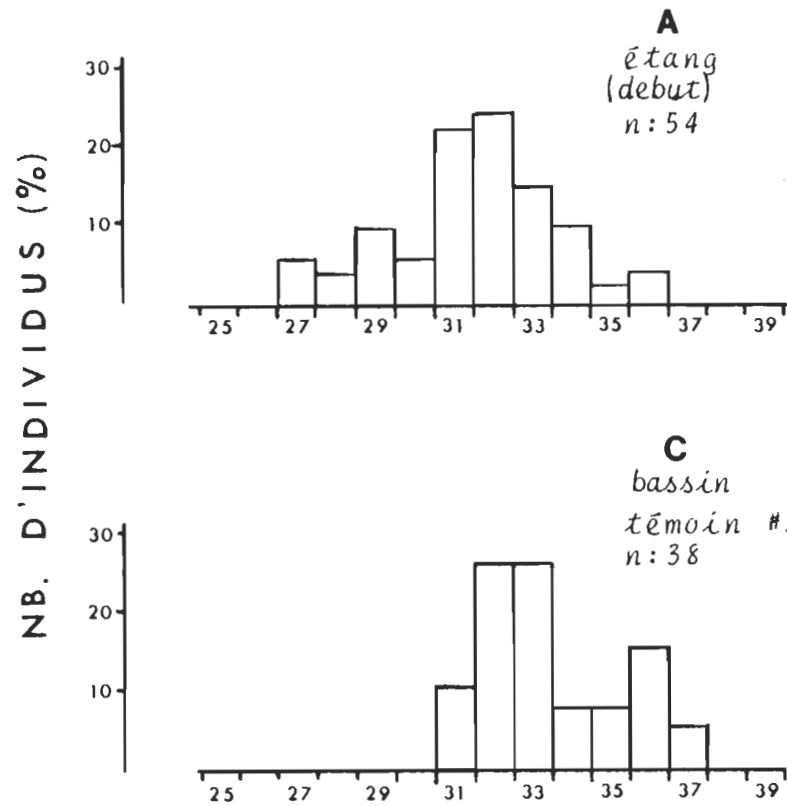 NB. D'INDIVIDUS (%)
A
étang
(debut)
n: 54
30
20
10
25 27 29 31 33 35 37 39
C
bassin
témoin #
n: 38
30
20
10
25 27 29 31 33 35 37 39